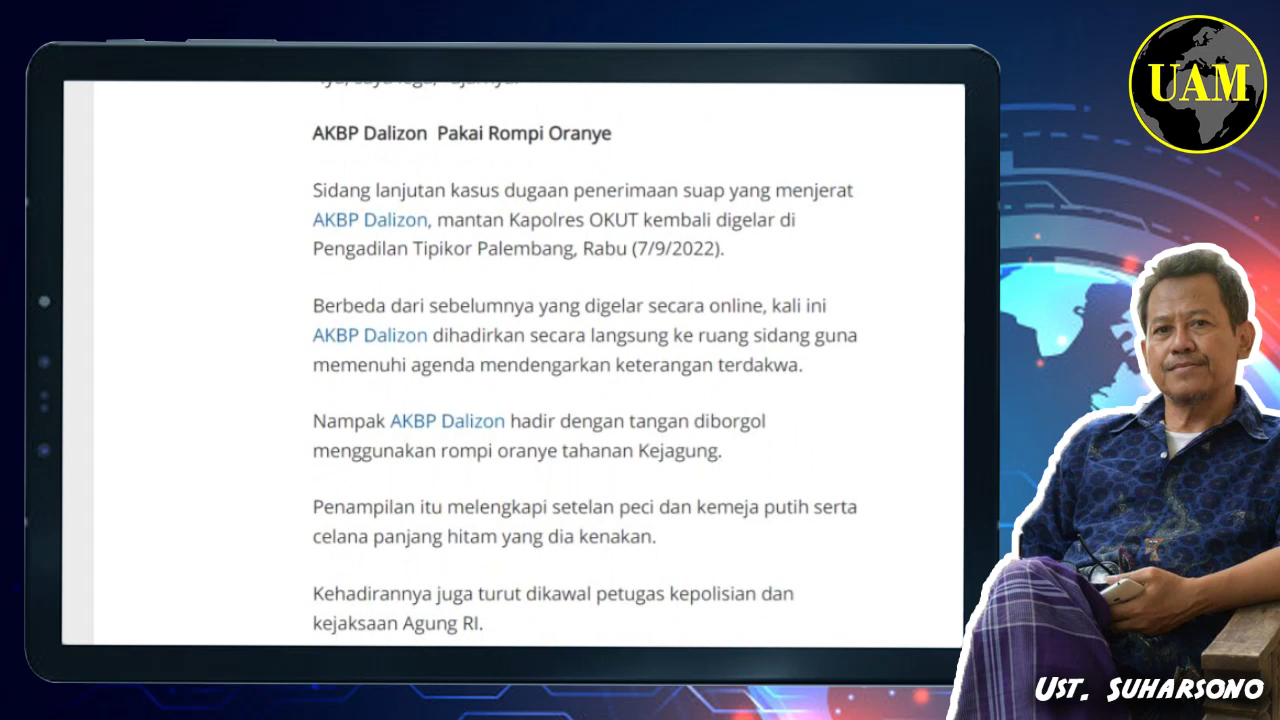 AKBP Dalizon Pakai Rompi Oranye
Sidang lanjutan kasus dugaan penerimaan suap yang menjerat
AKBP Dalizon, mantan Kapolres OKUT kembali digelar di
Pengadilan Tipikor Palembang, Rabu (7/9/2022).
Berbeda dari sebelumnya yang digelar secara online, kali ini
AKBP Dalizon dihadirkan secara langsung ke ruang sidang guna
memenuhi agenda mendengarkan keterangan terdakwa.
Nampak AKBP Dalizon hadir dengan tangan diborgol
menggunakan rompi oranye tahanan Kejagung.
Penampilan itu melengkapi setelan peci dan kemeja putih serta
celana panjang hitam yang dia kenakan.
Kehadirannya juga turut dikawal petugas kepolisian dan
kejaksaan Agung RI.
UAM
UST. SUHARSONO